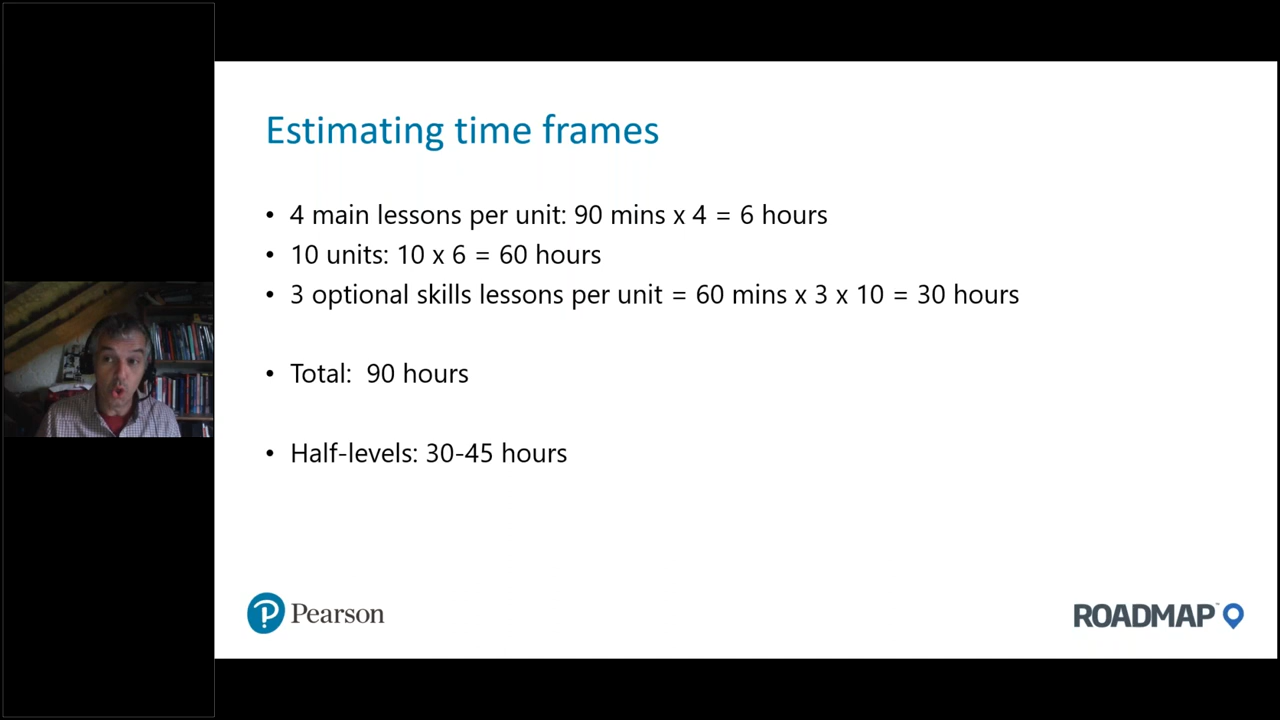 Estimating time frames
• 4 main lessons per unit: 90 mins x 4 = 6 hours
• 10 units: 10 x 6 = 60 hours
• 3 optional skills lessons per unit = 60 mins x 3 x 10 = 30 hours
• Total:  90 hours
• Half-levels: 30-45 hours
Pearson
ROADMAP